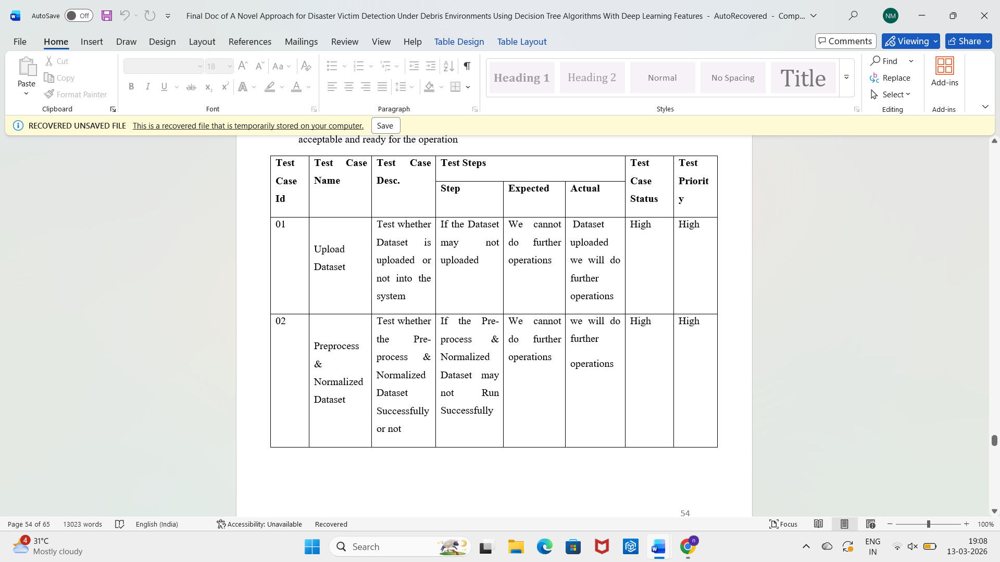 AutoSave Off Final Doc of A Novel Approach for Disaster Victim Detection Under Debris Environments Using Decision Tree Algorithms With Deep Learning Features - AutoRecovered - Comp... NM
File Home Insert Draw Design Layout References Mailings Review View Help Table Design Table Layout Comments Viewing Share
Paste Cut Copy Format Painter
18 Aa
Heading 1 Heading 2 Normal No Spacing Title
Find Replace Select
Add-ins
Clipboard Font Paragraph Styles Editing Add-ins
RECOVERED UNSAVED FILE This is a recovered file that is temporarily stored on your computer. Save
acceptable and ready for the operation
Test Case Id
Test Case Name
Test Case Desc.
Test Steps
Step
Expected
Actual
Test Case Status
Test Priorit y
01
Upload Dataset
Test whether Dataset is uploaded or not into the system
If the Dataset may not uploaded
We cannot do further operations
Dataset uploaded we will do further operations
High
High
02
Preprocess & Normalized Dataset
Test whether the Pre-process & Normalized Dataset Successfully or not
If the Pre-process & Normalized Dataset may not Run Successfully
We cannot do further operations
we will do further operations
High
High
54
Page 54 of 65 13023 words English (India) Accessibility: Unavailable Recovered Focus 100%
4 31°C
Mostly cloudy
Search
n
ENG
IN
19:08
13-03-2026